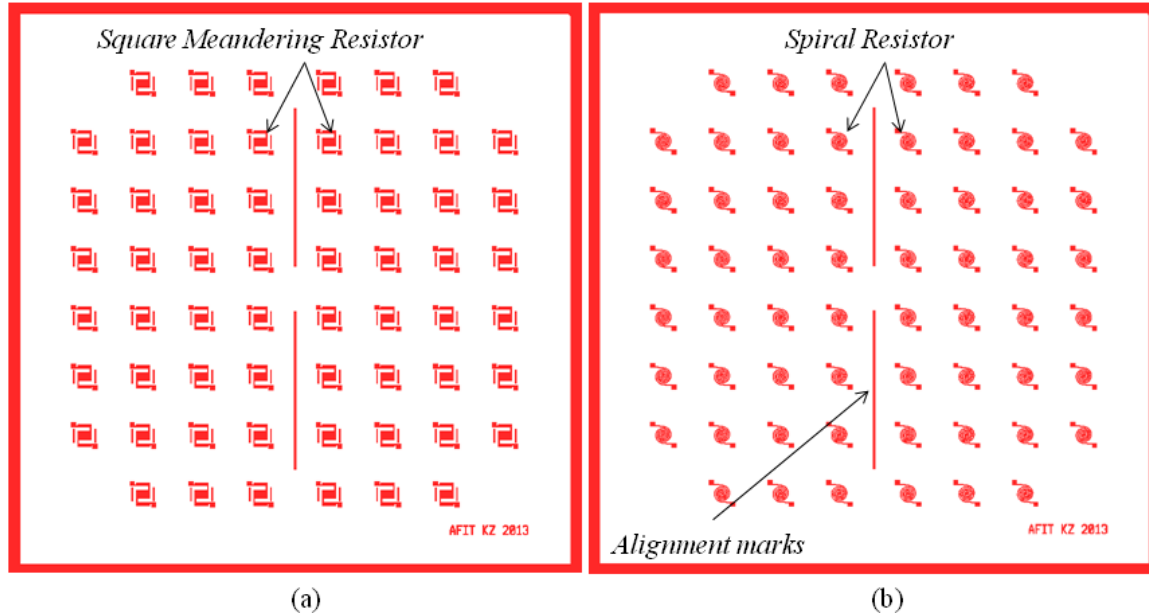 Square Meandering Resistor
Spiral Resistor
AFIT KZ 2013
AFIT KZ 2013
Alignment marks
(a)
(b)